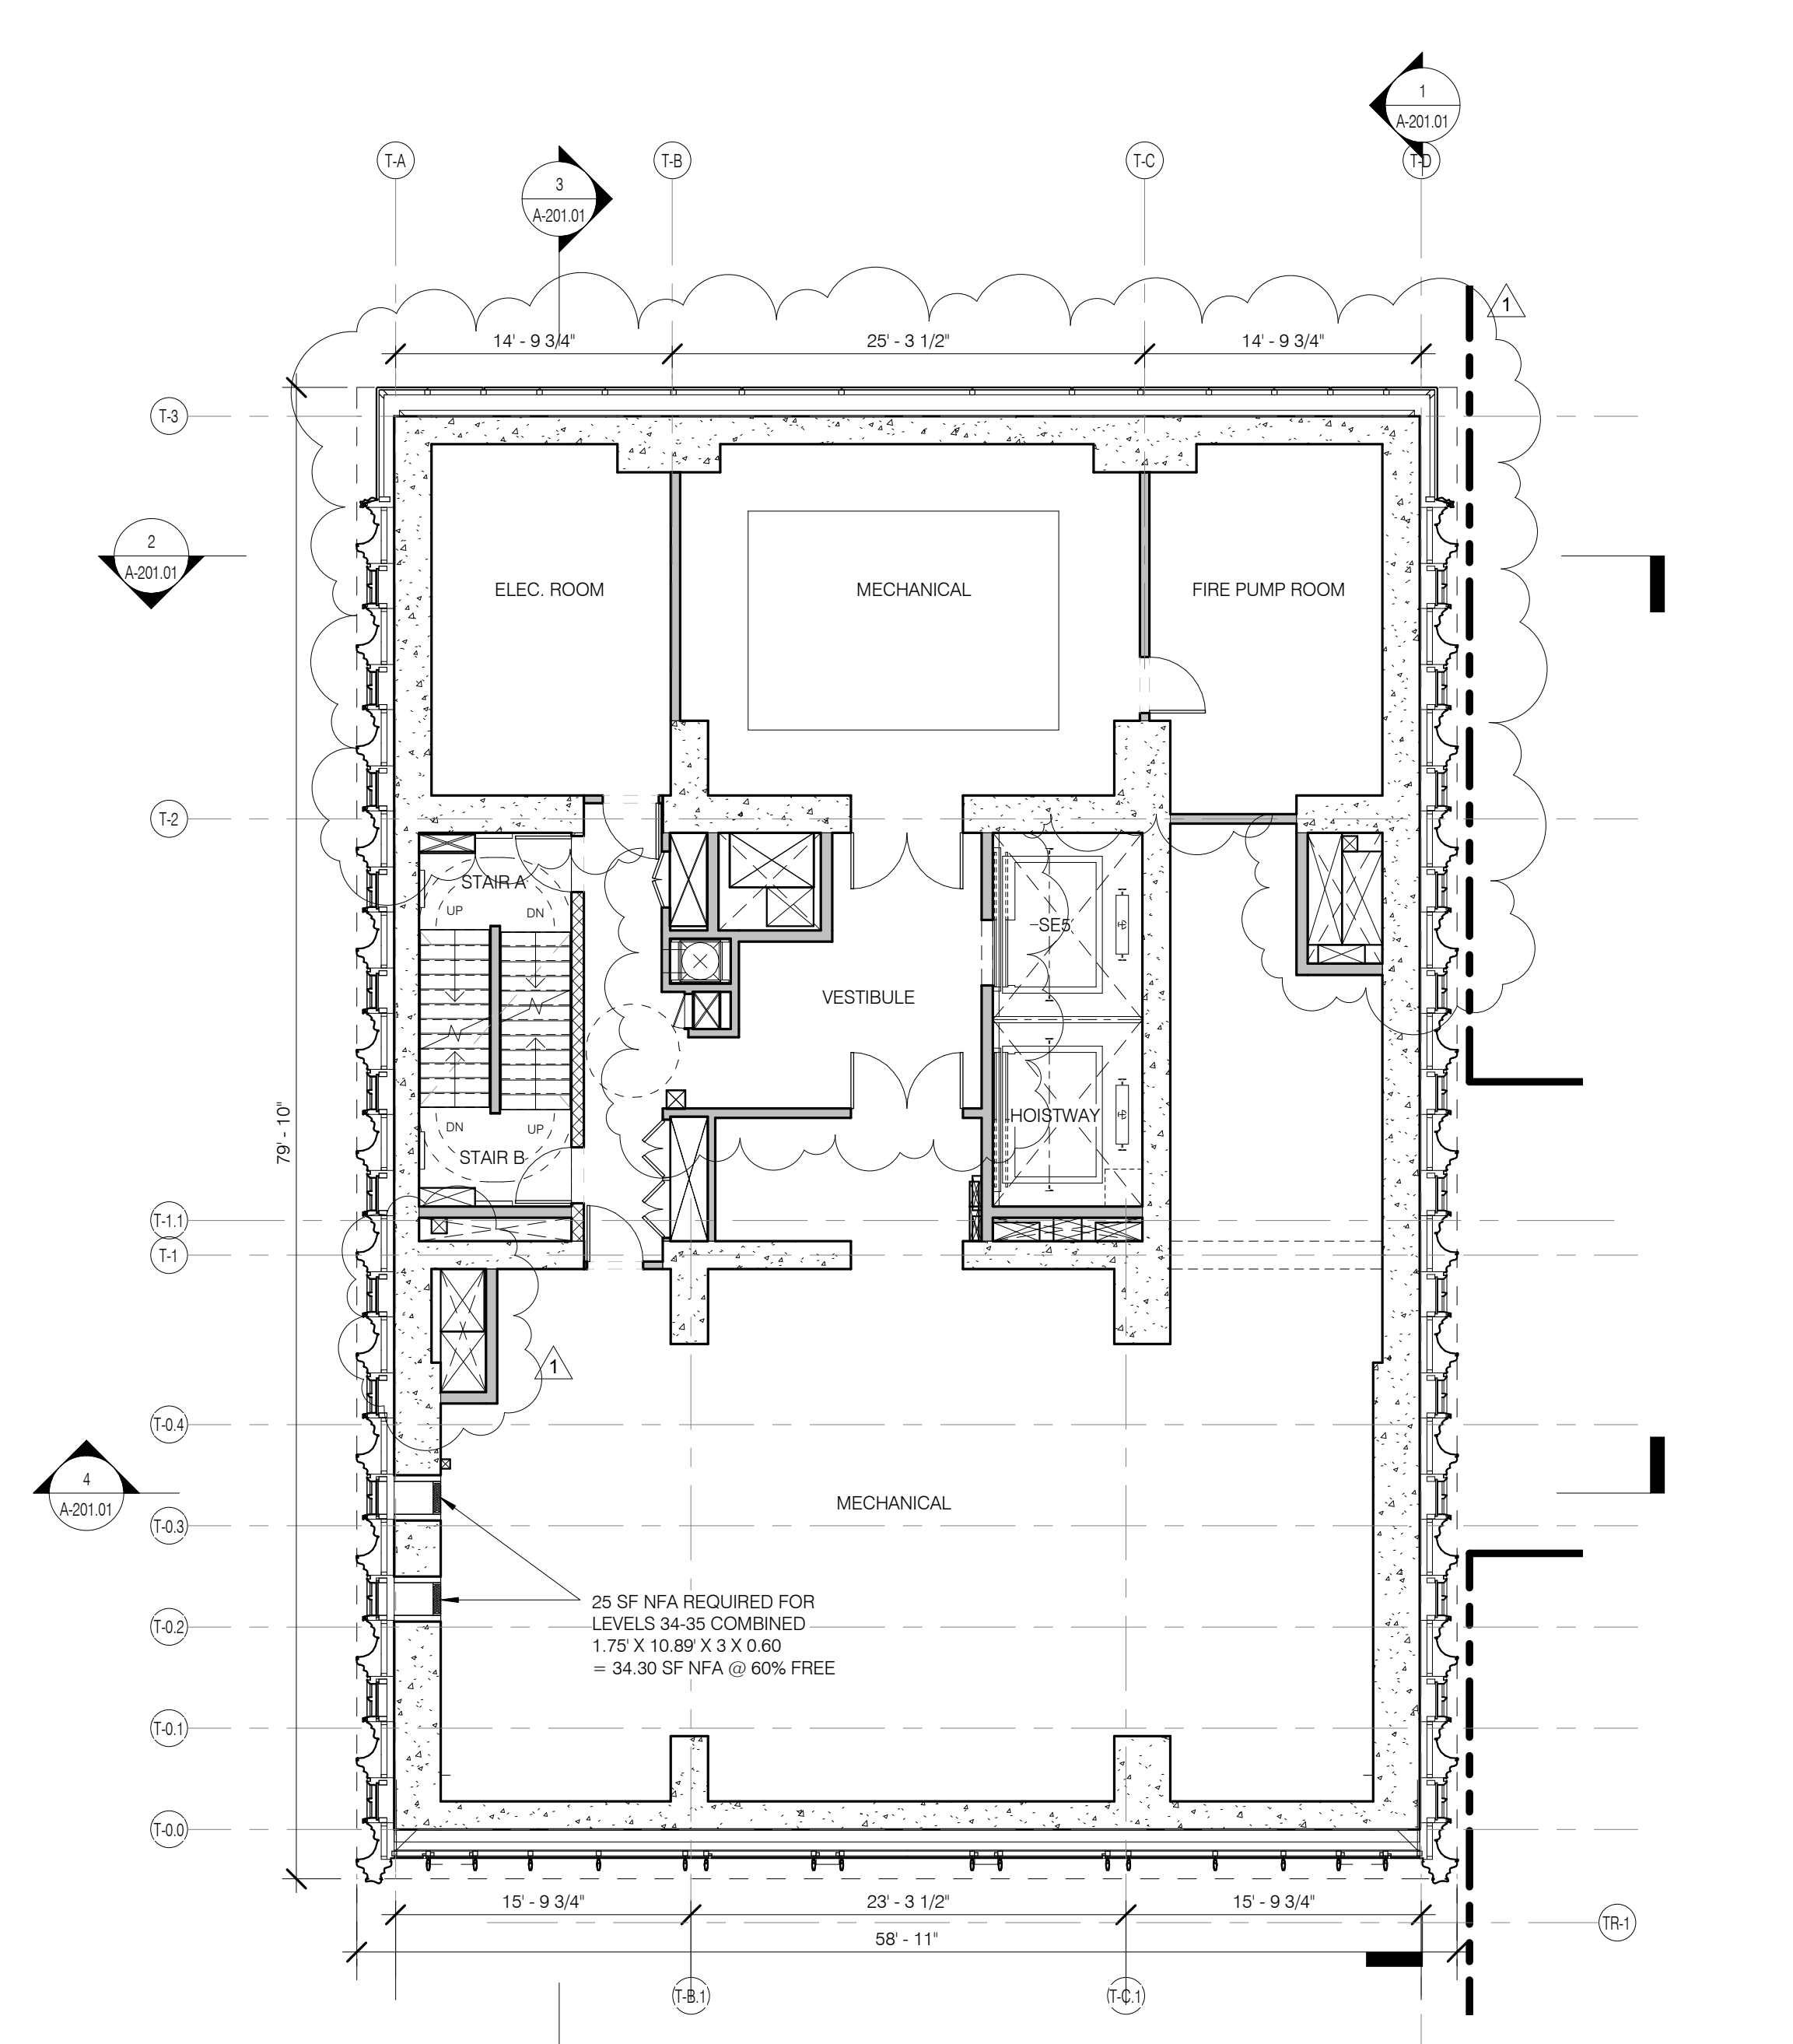 1
A-201.01
T-A
T-B
T-C
T-D
3
A-201.01
1
14' - 9 3/4"
25' - 3 1/2"
14' - 9 3/4"
T-3
2
A-201.01
ELEC. ROOM
MECHANICAL
FIRE PUMP ROOM
T-2
STAIR A
UP
DN
SE5
VESTIBULE
79' - 10"
DN
UP
HOISTWAY
STAIR B
T-1.1
T-1
1
T-0.4
4
A-201.01
MECHANICAL
T-0.3
25 SF NFA REQUIRED FOR
LEVELS 34-35 COMBINED
1.75' X 10.89' X 3 X 0.60
= 34.30 SF NFA @ 60% FREE
T-0.2
T-0.1
T-0.0
15' - 9 3/4"
23' - 3 1/2"
15' - 9 3/4"
TR-1
58' - 11"
T-B.1
T-C.1